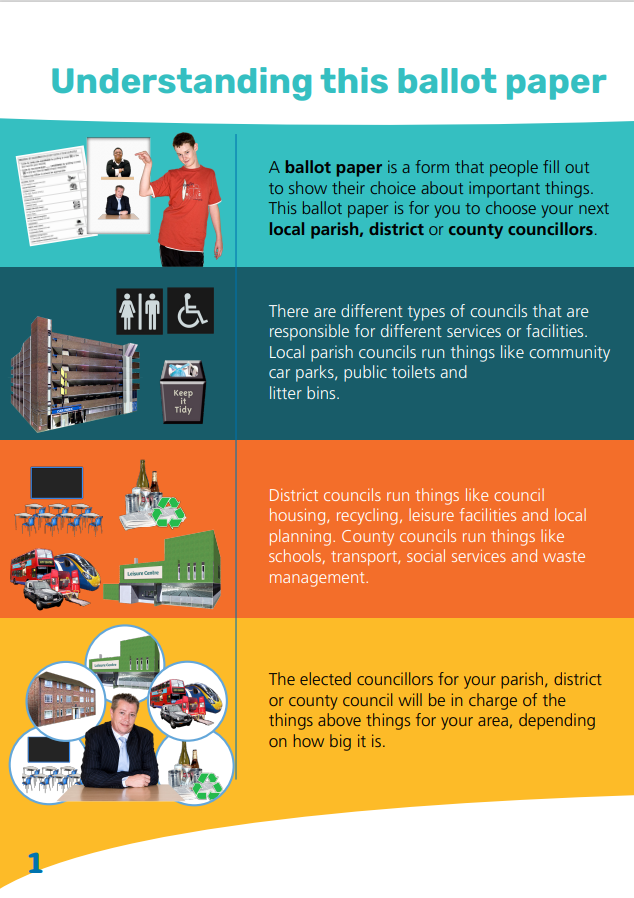 Understanding this ballot paper
A ballot paper is a form that people fill out
to show their choice about important things.
This ballot paper is for you to choose your next
local parish, district or county councillors.
There are different types of councils that are
responsible for different services or facilities.
Local parish councils run things like community
car parks, public toilets and
litter bins.
Keep
it
Tidy
District councils run things like council
housing, recycling, leisure facilities and local
planning. County councils run things like
schools, transport, social services and waste
management.
Leisure Centre
The elected councillors for your parish, district
or county council will be in charge of the
things above things for your area, depending
on how big it is.
Leisure Centre
1